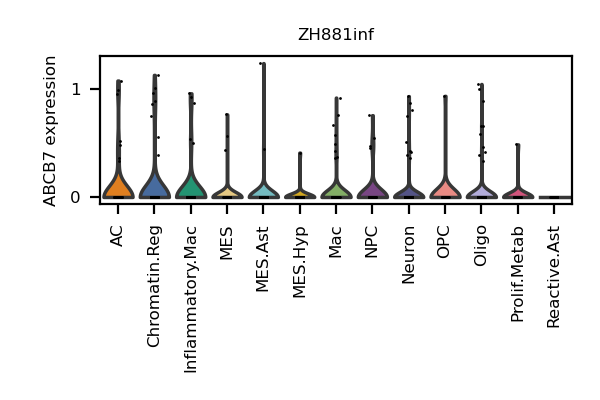 ZH881inf
ABCB7 expression
1
0
AC
Chromatin.Reg
Inflammatory.Mac
MES
MES.Ast
MES.Hyp
Mac
NPC
Neuron
OPC
Oligo
Prolif.Metab
Reactive.Ast